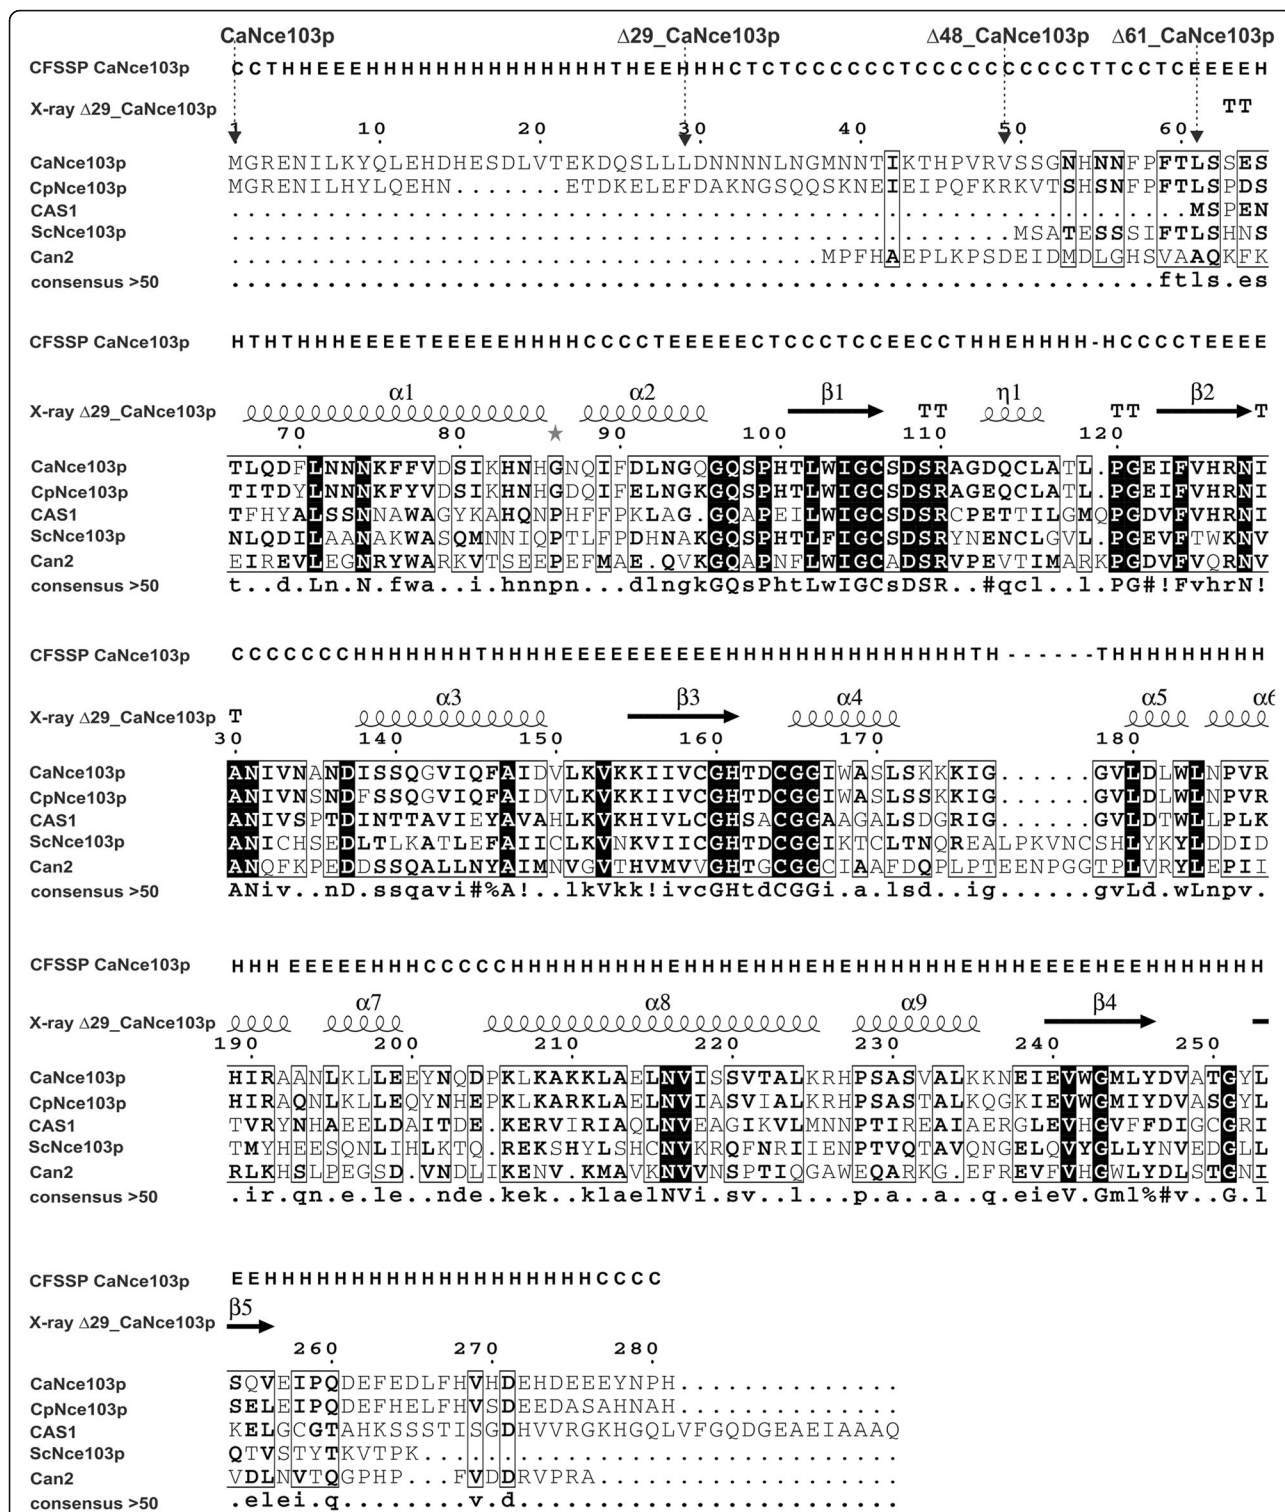 CaNce103p Δ29_CaNce103p Δ48_CaNce103p Δ61_CaNce103p
CFSSP CaNce103p CCTHHEEEHHHHHHHHHHHHHHHTHEEHHHCTCTCCCCCCTCCCCCCCCCCTTCCTCEEEEH
X-ray Δ29_CaNce103p TT
1 10 20 30 40 50 60
CaNce103p MGRENILKYQLEHDHESDLVTEKDQSLLLDNNNNLNGMNNTIKTHPVRVSSGNHNNFPFTLSSES
CpNce103p MGRENILHYLQEHN.......ETDKELEFDAKNGSQQSKNEIEIPQFKRKVTSHSNFPFTLSPDS
CAS1 ............................................................MSPEN
ScNce103p .................................................MSATESSSIFTLSHNS
Can2 .....................................MPFHAEPLKPSDEIDMDLGHSVAAQKFK
consensus >50 ..........................................................ftls.es
CFSSP CaNce103p HTHTHHHEEEETEEEEEHHHHCCCCTEEEEECTCCCTCCEECCTHHEHHHH-HCCCCTEEEE
X-ray Δ29_CaNce103p α1 α2 β1 TT η1 TT β2 T
70 80 ★ 90 100 110 120
CaNce103p TLQDFLNNNKFFVDSIKHNHGNQIFDLNGQGQSPHTLWIGCSDSRAGDQCLATL.PGEIFVHRNI
CpNce103p TITDYLNNNKFYVDSIKHNHGDQIFELNGKGQSPHTLWIGCSDSRAGEQCLATL.PGEIFVHRNI
CAS1 TFHYALSSNNAWAGYKAHQNPHFFPKLAG.GQAPEILWIGCSDSRCPETTILGMQPGDVFVHRNI
ScNce103p NLQDILAANAKWASQMNNIQPTLFPDHNAKGQSPHTLFIGCSDSRYNENCLGVL.PGEVFTWKNV
Can2 EIREVLEGNRYWARKVTSEEPEFMAE.QVKGQAPNFLWIGCADSRVPEVTIMARKPGDVFVQRNV
consensus >50 t..d.Ln.N.fwa..i.hnnpn...dlngkGQsPhtLwIGCsDSR..#qcl..l.PG#!FvhrN!
CFSSP CaNce103p CCCCCCCHHHHHHHTHHHHEEEEEEEEEEHHHHHHHHHHHHHHTH------THHHHHHHHH
X-ray Δ29_CaNce103p T α3 β3 α4 α5 α6
30 140 150 160 170 180
CaNce103p ANIVNANDISSQGVIQFAIDVLKVKKIIVCGHTDCGGIWASLSKKKIG......GVLDLWLNPVR
CpNce103p ANIVNSNDFSSQGVIQFAIDVLKVKKIIVCGHTDCGGIWASLSSKKIG......GVLDLWLNPVR
CAS1 ANIVSPTDINTTAVIEYAVAHLKVKHIVLCGHSACGGAAGALSDGRIG......GVLDTWLLPLK
ScNce103p ANICHSEDLTLKATLEFAIICLKVNKVIICGHTDCGGIKTCLTNQREALPKVNCSHLYKYLDDID
Can2 ANQFKPEDDSSQALLNYAIMNVGVTHVMVVGHTGCGGCIAAFDQPLPTEENPGGTPLVRYLEPII
consensus >50 ANiv..nD.ssqavi#%A!..lkVkk!ivcGHtdCGGi.a.lsd..ig......gvLd.wLnpv.
CFSSP CaNce103p HHH EEEEEHHHCCCCCHHHHHHHHHEHHHEHHHEHEHHHHHHEHHHEEEEHEEHHHHHHH
X-ray Δ29_CaNce103p α7 α8 α9 β4
190 200 210 220 230 240 250
CaNce103p HIRAANLKLLEEYNQDPKLKAKKLAELNVISSVTALKRHPSASVALKKNEIEVWGMLYDVATGYL
CpNce103p HIRAQNLKLLEQYNHEPKLKARKLAELNVIASVIALKRHPSASTALKQGKIEVWGMIYDVASGYL
CAS1 TVRYNHAEELDAITDE.KERVIRIAQLNVEAGIKVLMNNPTIREAIAERGLEVHGVFFDIGCGRI
ScNce103p TMYHEESQNLIHLKTQ.REKSHYLSHCNVKRQFNRIIENPTVQTAVQNGELQVYGLLYNVEDGLL
Can2 RLKHSLPEGSD.VNDLIKENV.KMAVKNVVNSPTIQGAWEQARKG.EFREVFVHGWLYDLSTGNI
consensus >50 .ir.qn.e.le..nde.kek..klaelNVi.sv..l...p.a..a..q.eieV.Gml%#v..G.l
CFSSP CaNce103p EEHHHHHHHHHHHHHHHHHHHHCCCC
X-ray Δ29_CaNce103p β5
260 270 280
CaNce103p SQVEIPQDEFEDLFHVHDEHDEEEYNPH..............
CpNce103p SELEIPQDEFHELFHVSDEEDASAHNAH..............
CAS1 KELGCGTAHKSSSTISGDHVVRGKHGQLVFGQDGEAEIAAAQ
ScNce103p QTVSTYTKVTPK..............................
Can2 VDLNVTQGPHP...FVDDRVPRA...................
consensus >50 .elei.q........v.d........................